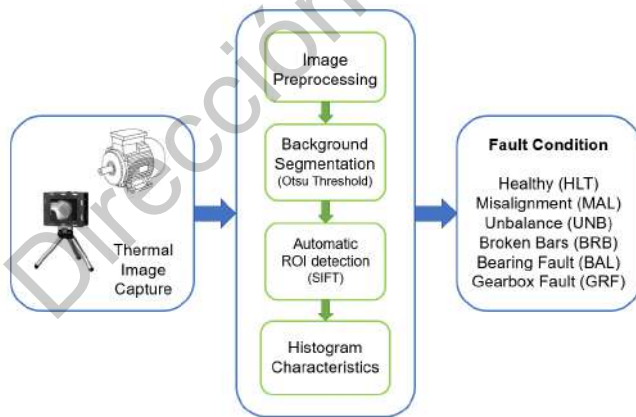 Dirección
Thermal
Image
Capture
Image
Preprocessing
Background
Segmentation
(Otsu Threshold)
Automatic
ROI detection
(SIFT)
Histogram
Characteristics
Fault Condition
Healthy (HLT)
Misalignment (MAL)
Unbalance (UNB)
Broken Bars (BRB)
Bearing Fault (BAL)
Gearbox Fault (GRF)